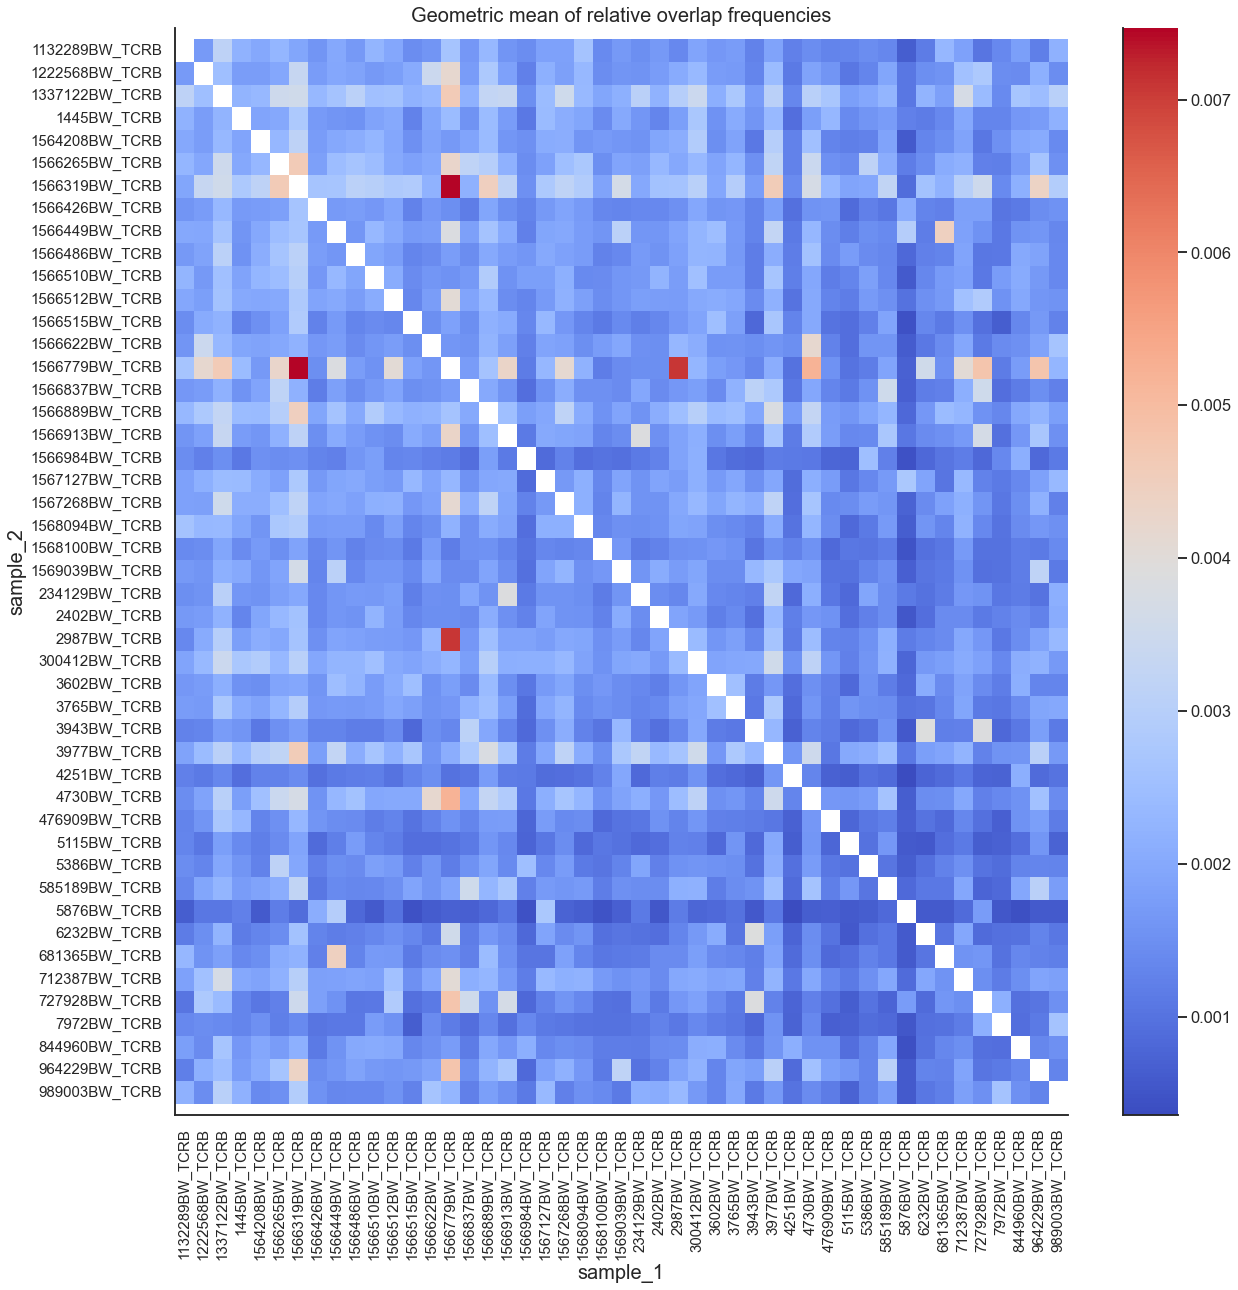 Geometric mean of relative overlap frequencies
1132289BW_TCRB
1222568BW_TCRB
1337122BW_TCRB
1445BW_TCRB
1564208BW_TCRB
1566265BW_TCRB
1566319BW_TCRB
1566426BW_TCRB
1566449BW_TCRB
1566486BW_TCRB
1566510BW_TCRB
1566512BW_TCRB
1566515BW_TCRB
1566622BW_TCRB
1566779BW_TCRB
1566837BW_TCRB
1566889BW_TCRB
1566913BW_TCRB
1566984BW_TCRB
1567127BW_TCRB
1567268BW_TCRB
1568094BW_TCRB
1568100BW_TCRB
1569039BW_TCRB
234129BW_TCRB
2402BW_TCRB
2987BW_TCRB
300412BW_TCRB
3602BW_TCRB
3765BW_TCRB
3943BW_TCRB
3977BW_TCRB
4251BW_TCRB
4730BW_TCRB
476909BW_TCRB
5115BW_TCRB
5386BW_TCRB
585189BW_TCRB
5876BW_TCRB
6232BW_TCRB
681365BW_TCRB
712387BW_TCRB
727928BW_TCRB
7972BW_TCRB
844960BW_TCRB
964229BW_TCRB
989003BW_TCRB
sample_2
1132289BW_TCRB
1222568BW_TCRB
1337122BW_TCRB
1445BW_TCRB
1564208BW_TCRB
1566265BW_TCRB
1566319BW_TCRB
1566426BW_TCRB
1566449BW_TCRB
1566486BW_TCRB
1566510BW_TCRB
1566512BW_TCRB
1566515BW_TCRB
1566622BW_TCRB
1566779BW_TCRB
1566837BW_TCRB
1566889BW_TCRB
1566913BW_TCRB
1566984BW_TCRB
1567127BW_TCRB
1567268BW_TCRB
1568094BW_TCRB
1568100BW_TCRB
1569039BW_TCRB
234129BW_TCRB
2402BW_TCRB
2987BW_TCRB
300412BW_TCRB
3602BW_TCRB
3765BW_TCRB
3943BW_TCRB
3977BW_TCRB
4251BW_TCRB
4730BW_TCRB
476909BW_TCRB
5115BW_TCRB
5386BW_TCRB
585189BW_TCRB
5876BW_TCRB
6232BW_TCRB
681365BW_TCRB
712387BW_TCRB
727928BW_TCRB
7972BW_TCRB
844960BW_TCRB
964229BW_TCRB
989003BW_TCRB
sample_1
0.007
0.006
0.005
0.004
0.003
0.002
0.001